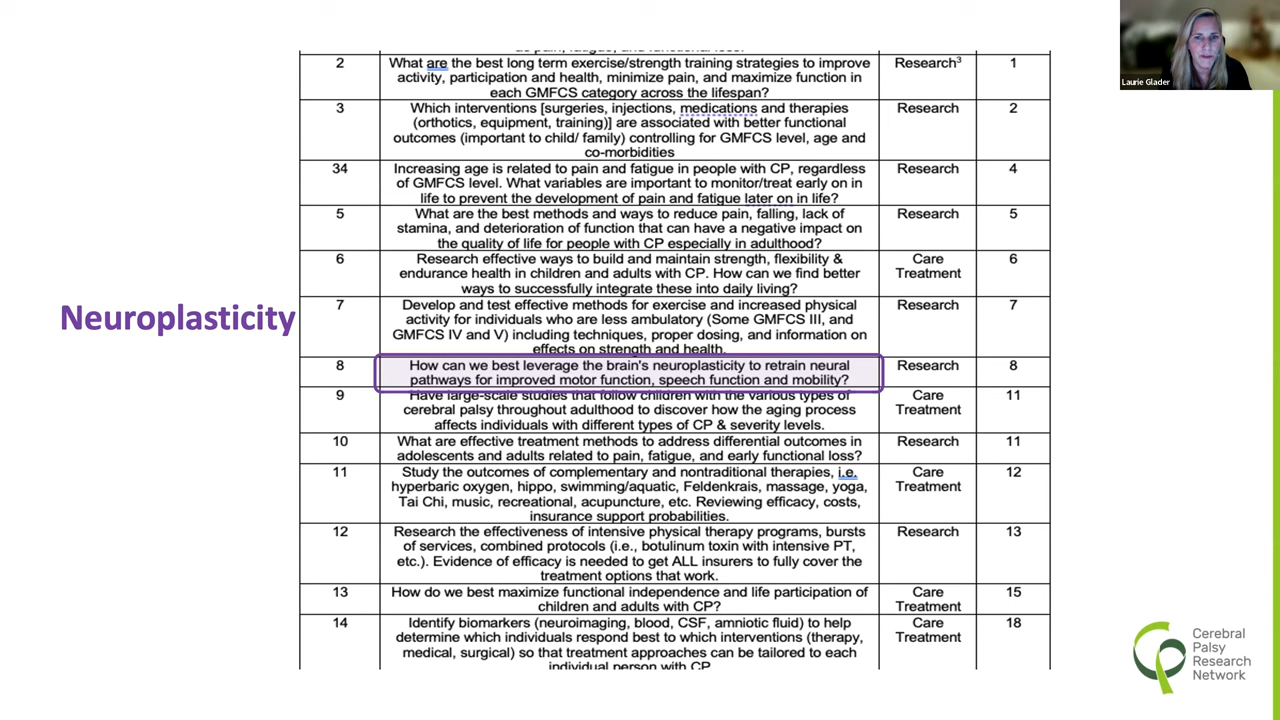 Laurie Glader
as pain, fatigue, and functional loss.
2 What are the best long term exercise/strength training strategies to improve Research³ 1
activity, participation and health, minimize pain, and maximize function in
each GMFCS category across the lifespan?
3 Which interventions [surgeries, injections, medications and therapies Research 2
(orthotics, equipment, training)] are associated with better functional
outcomes (important to child/ family) controlling for GMFCS level, age and
co-morbidities
34 Increasing age is related to pain and fatigue in people with CP, regardless Research 4
of GMFCS level. What variables are important to monitor/treat early on in
life to prevent the development of pain and fatigue later on in life?
5 What are the best methods and ways to reduce pain, falling, lack of Research 5
stamina, and deterioration of function that can have a negative impact on
the quality of life for people with CP especially in adulthood?
6 Research effective ways to build and maintain strength, flexibility & Care 6
endurance health in children and adults with CP. How can we find better Treatment
ways to successfully integrate these into daily living?
Neuroplasticity
7 Develop and test effective methods for exercise and increased physical Research 7
activity for individuals who are less ambulatory (Some GMFCS III, and
GMFCS IV and V) including techniques, proper dosing, and information on
effects on strength and health.
8 How can we best leverage the brain's neuroplasticity to retrain neural Research 8
pathways for improved motor function, speech function and mobility?
9 Have large-scale studies that follow children with the various types of Care 11
cerebral palsy throughout adulthood to discover how the aging process Treatment
affects individuals with different types of CP & severity levels.
10 What are effective treatment methods to address differential outcomes in Research 11
adolescents and adults related to pain, fatigue, and early functional loss?
11 Study the outcomes of complementary and nontraditional therapies, i.e. Care 12
hyperbaric oxygen, hippo, swimming/aquatic, Feldenkrais, massage, yoga, Treatment
Tai Chi, music, recreational, acupuncture, etc. Reviewing efficacy, costs,
insurance support probabilities.
12 Research the effectiveness of intensive physical therapy programs, bursts Research 13
of services, combined protocols (i.e., botulinum toxin with intensive PT,
etc.). Evidence of efficacy is needed to get ALL insurers to fully cover the
treatment options that work.
13 How do we best maximize functional independence and life participation of Care 15
children and adults with CP? Treatment
14 Identify biomarkers (neuroimaging, blood, CSF, amniotic fluid) to help Care 18
determine which individuals respond best to which interventions (therapy, Treatment
medical, surgical) so that treatment approaches can be tailored to each
individual person with CP
Cerebral
Palsy
Research
Network